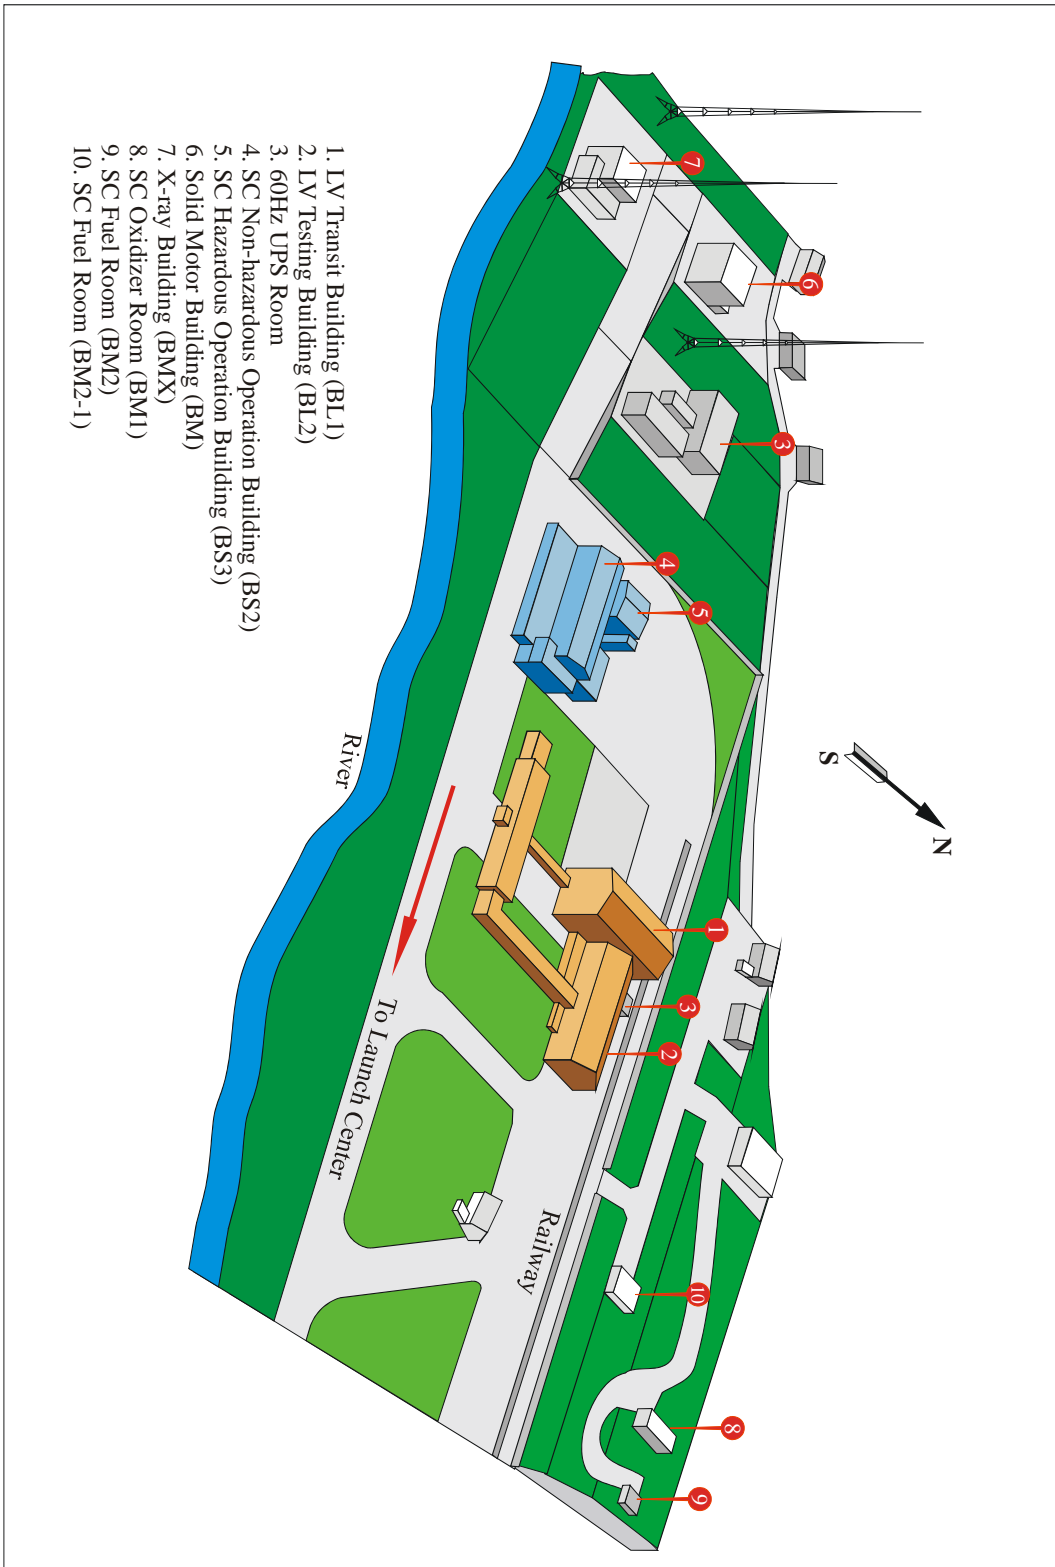 7
6
3
4
5
1
3
2
10
8
9
S
N
River
To Launch Center
Railway
1. LV Transit Building (BL1)
2. LV Testing Building (BL2)
3. 60Hz UPS Room
4. SC Non-hazardous Operation Building (BS2)
5. SC Hazardous Operation Building (BS3)
6. Solid Motor Building (BM)
7. X-ray Building (BMX)
8. SC Oxidizer Room (BM1)
9. SC Fuel Room (BM2)
10. SC Fuel Room (BM2-1)